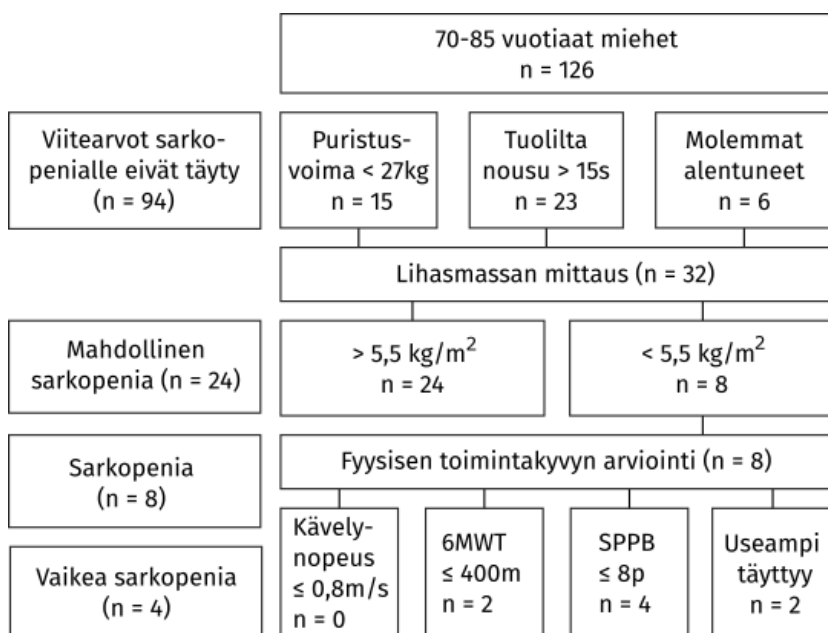 70-85 vuotiaat miehet
n = 126
Viitearvot sarko-
penialle eivät täyty
(n = 94)
Puristus-
voima < 27kg
n = 15
Tuolilta
nousu > 15s
n = 23
Molemmat
alentuneet
n = 6
Lihasmassan mittaus (n = 32)
Mahdollinen
sarkopenia (n = 24)
> 5,5 kg/m²
n = 24
< 5,5 kg/m²
n = 8
Sarkopenia
(n = 8)
Fyysisen toimintakyvyn arviointi (n = 8)
Vaikea sarkopenia
(n = 4)
Kävely-
nopeus
≤ 0,8m/s
n = 0
6MWT
≤ 400m
n = 2
SPPB
≤ 8p
n = 4
Useampi
täyttyy
n = 2